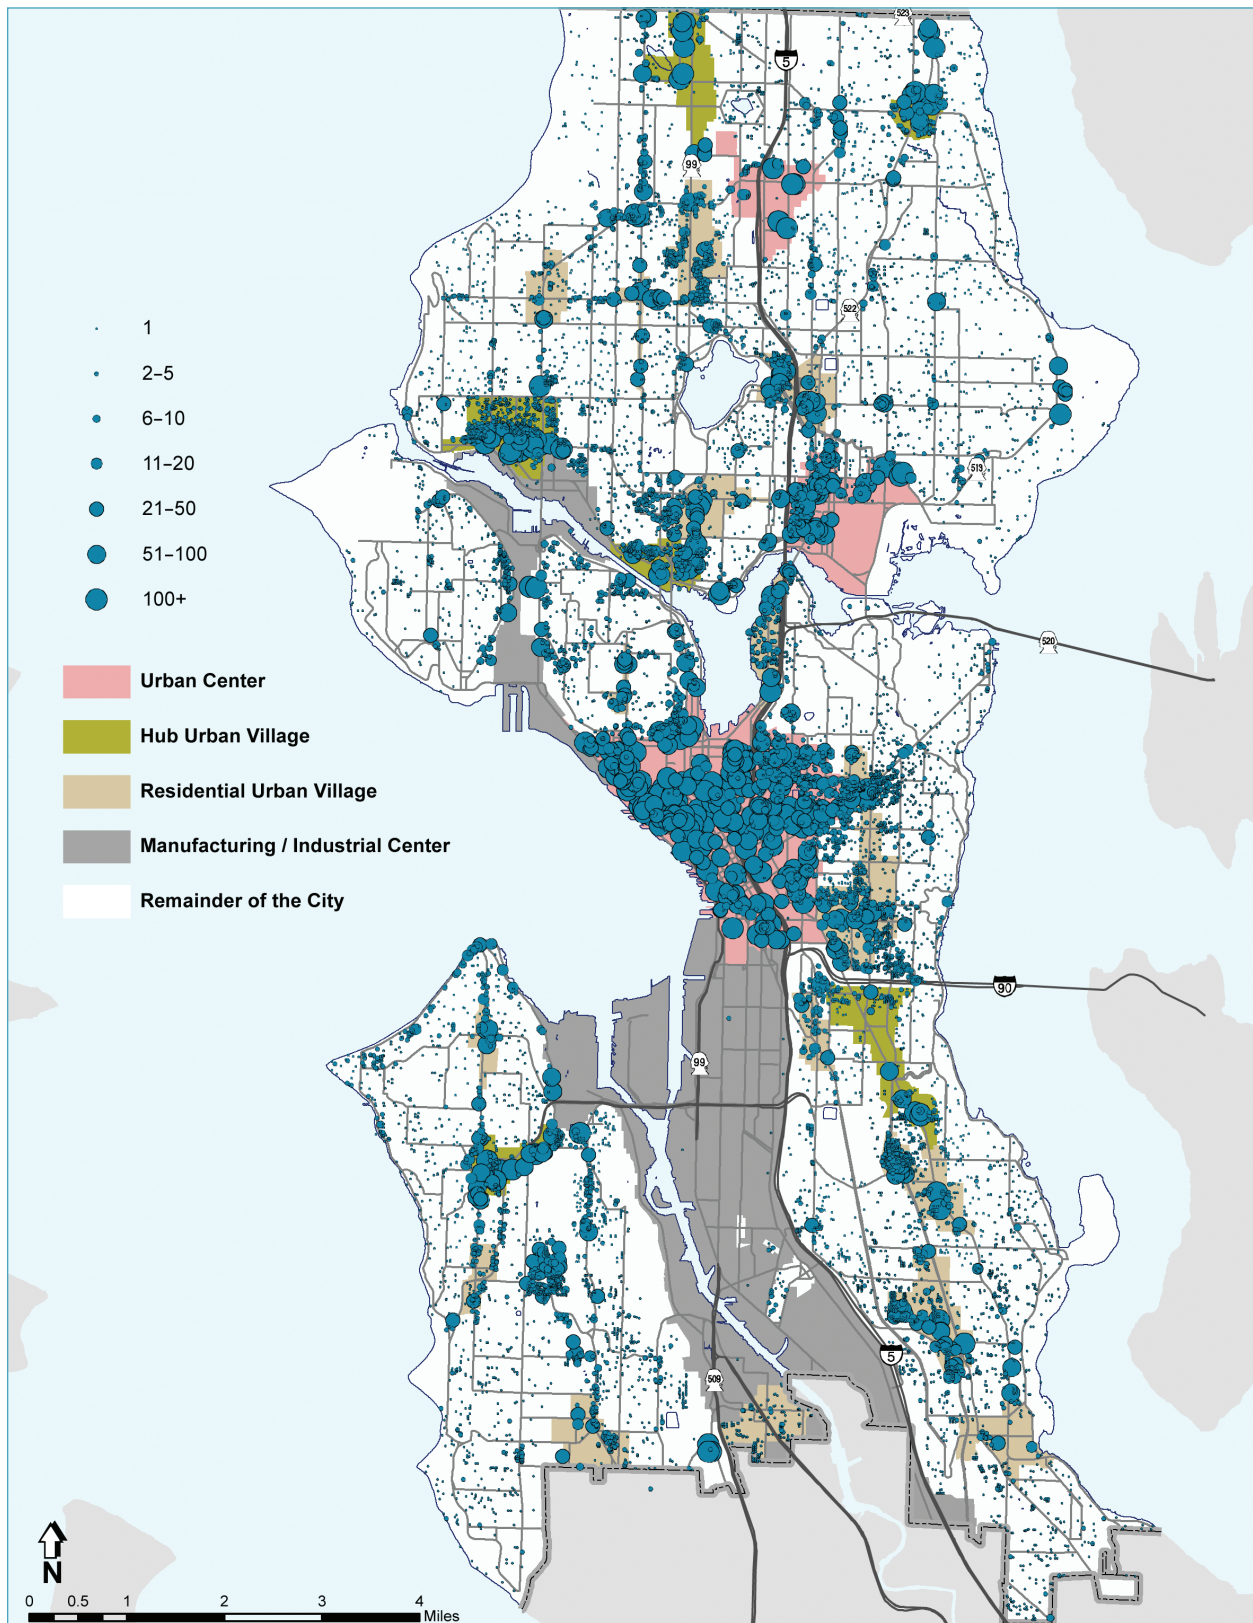 523
5
99
522
1
2–5
6–10
11–20
513
21–50
51–100
100+
520
Urban Center
Hub Urban Village
Residential Urban Village
Manufacturing / Industrial Center
Remainder of the City
90
99
5
509
N
0 0.5 1 2 3 4
Miles